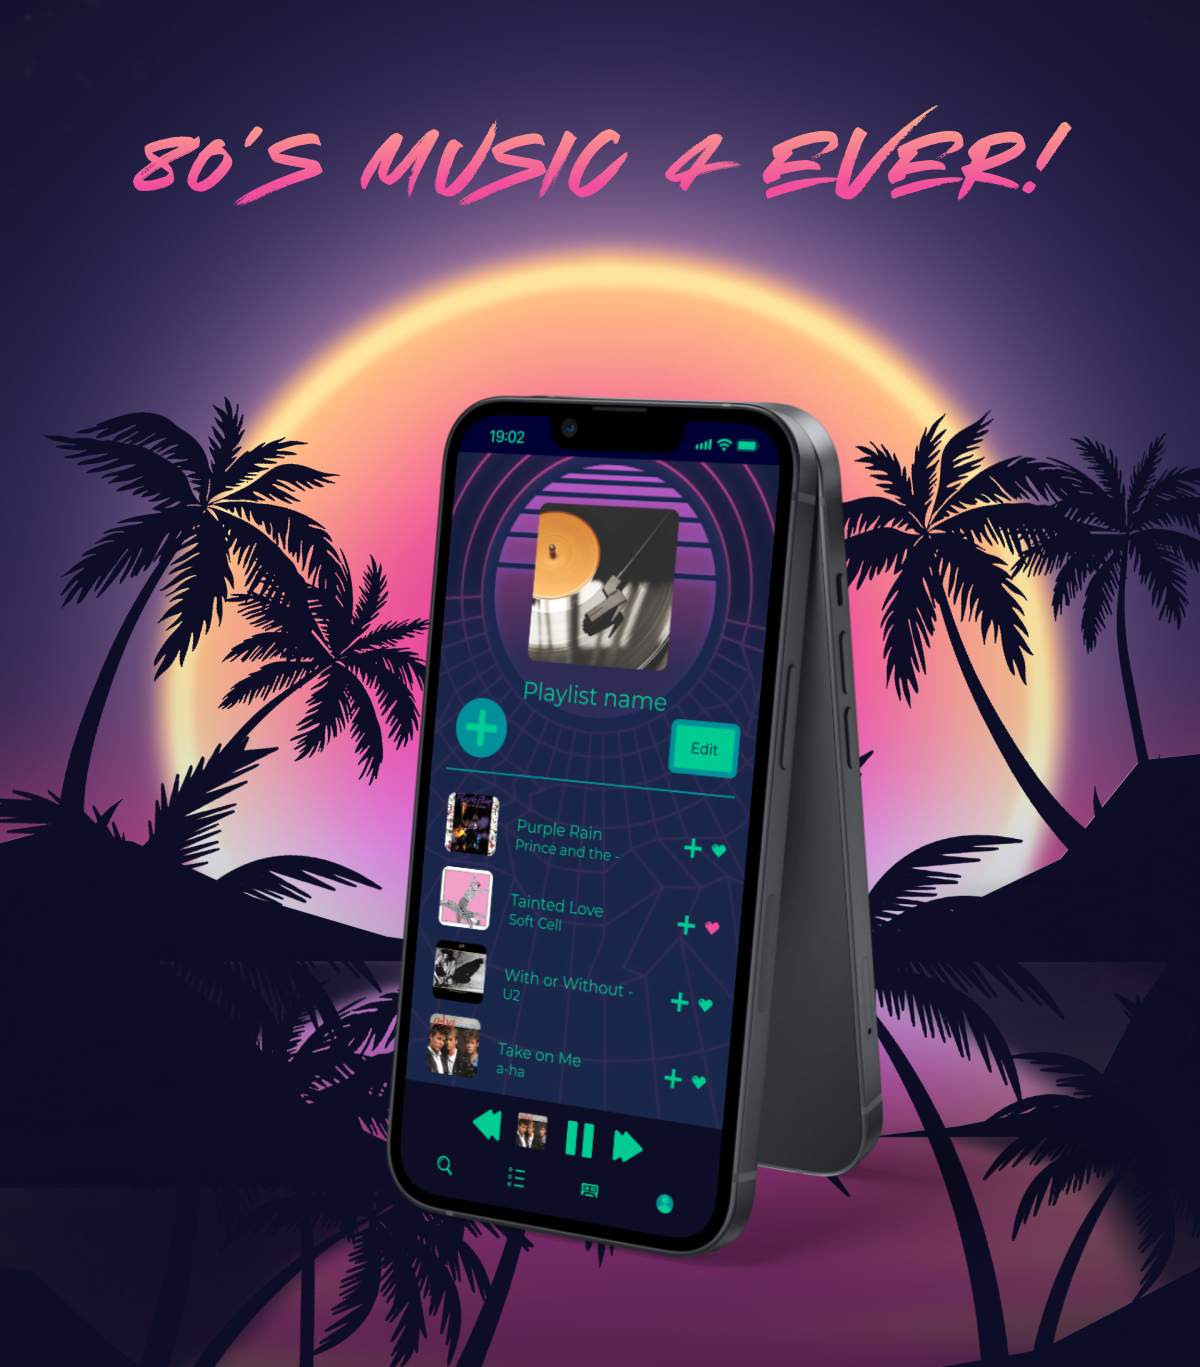 80'S MUSIC 4 EVER!
19:02
Playlist name
Edit
Purple Rain
Prince and the -
Tainted Love
Soft Cell
With or Without -
U2
Take on Me
a-ha